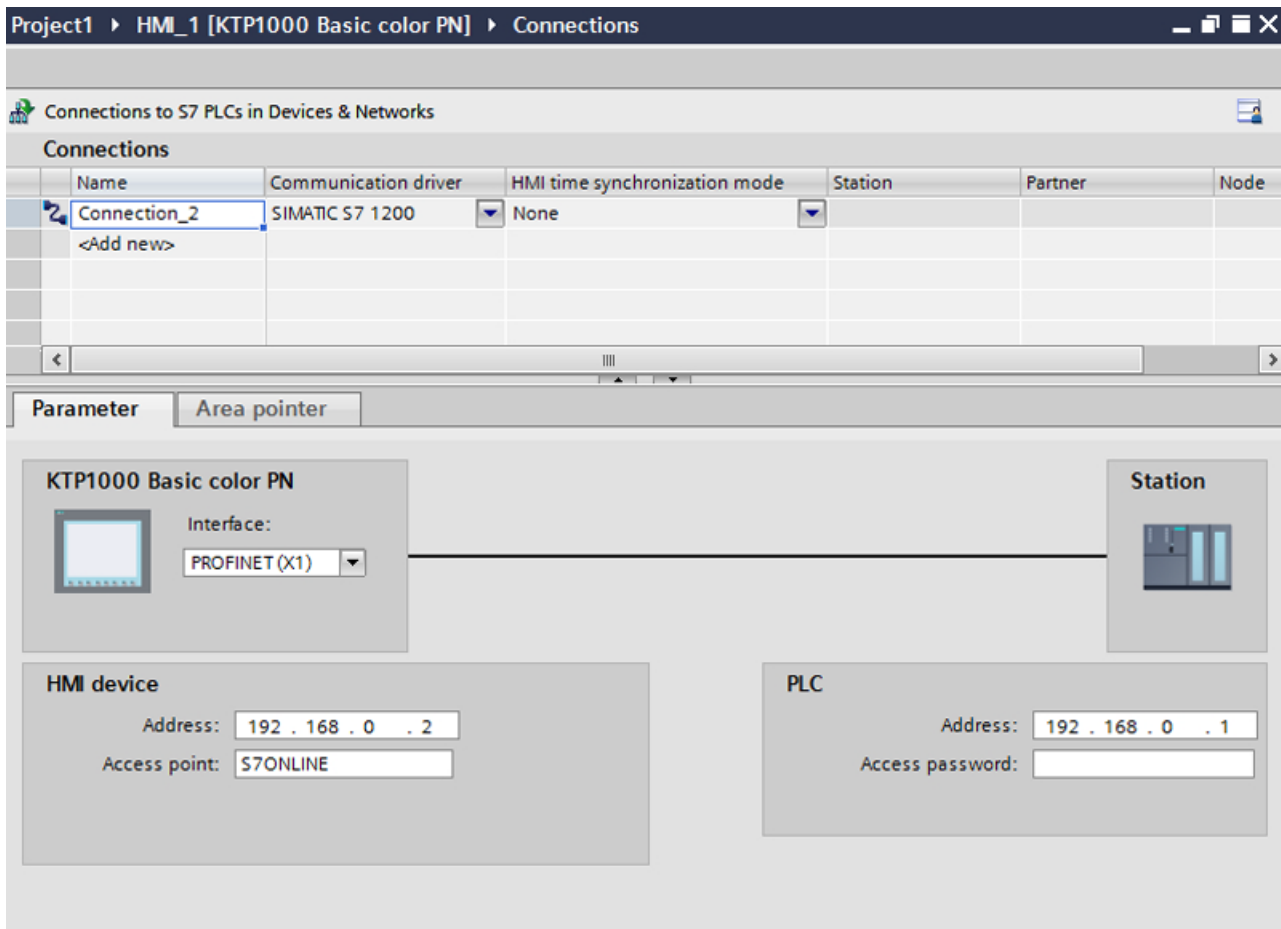 Project1 ▸ HMI_1 [KTP1000 Basic color PN] ▸ Connections
Connections to S7 PLCs in Devices & Networks
Connections
Name Communication driver HMI time synchronization mode Station Partner Node
Connection_2 SIMATIC S7 1200 None
<Add new>
Parameter Area pointer
KTP1000 Basic color PN Station
Interface:
PROFINET (X1)
HMI device PLC
Address: 192 . 168 . 0 . 2 Address: 192 . 168 . 0 . 1
Access point: S7ONLINE Access password: